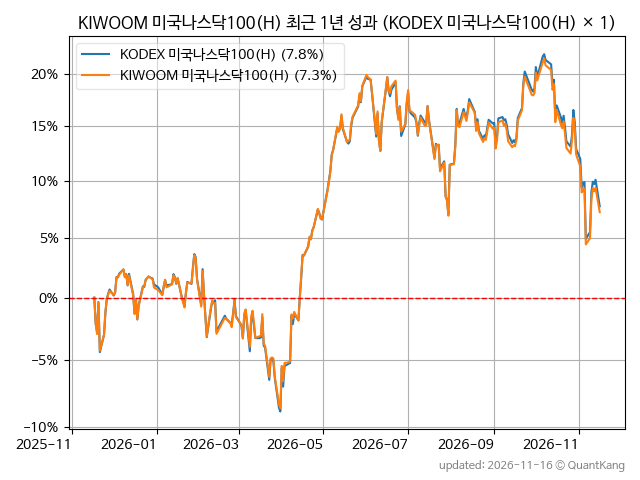 KIWOOM 미국나스닥100(H) 최근 1년 성과 (KODEX 미국나스닥100(H) × 1)
KODEX 미국나스닥100(H) (7.8%)
KIWOOM 미국나스닥100(H) (7.3%)
20%
15%
10%
5%
0%
−5%
−10%
2025-11 2026-01 2026-03 2026-05 2026-07 2026-09 2026-11
updated: 2026-11-16 © QuantKang